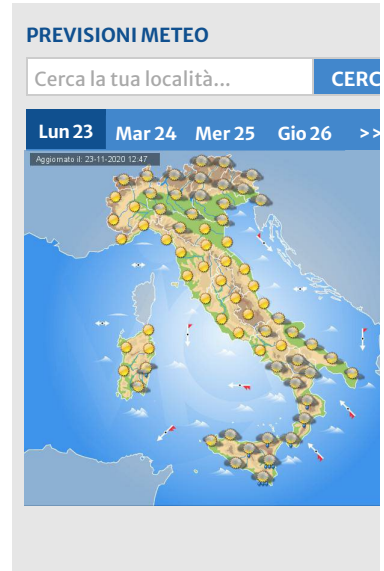 PREVISIONI METEO
Cerca la tua località...
CERC
Lun 23 Mar 24 Mer 25 Gio 26 >>
Aggiornato il: 23-11-2020 12:47